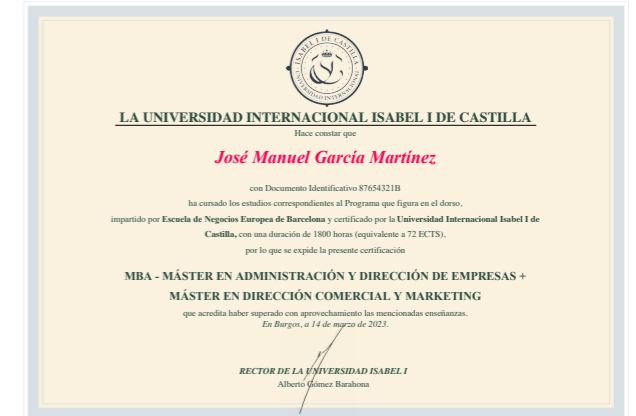 ISABEL I DE CASTILLA
UNIVERSIDAD INTERNACIONAL
LA UNIVERSIDAD INTERNACIONAL ISABEL I DE CASTILLA
Hace constar que
José Manuel García Martínez
con Documento Identificativo 87654321B
ha cursado los estudios correspondientes al Programa que figura en el dorso,
impartido por Escuela de Negocios Europea de Barcelona y certificado por la Universidad Internacional Isabel I de
Castilla, con una duración de 1800 horas (equivalente a 72 ECTS),
por lo que se expide la presente certificación
MBA - MÁSTER EN ADMINISTRACIÓN Y DIRECCIÓN DE EMPRESAS +
MÁSTER EN DIRECCIÓN COMERCIAL Y MARKETING
que acredita haber superado con aprovechamiento las mencionadas enseñanzas.
En Burgos, a 14 de marzo de 2023.
RECTOR DE LA UNIVERSIDAD ISABEL I
Alberto Gómez Barahona